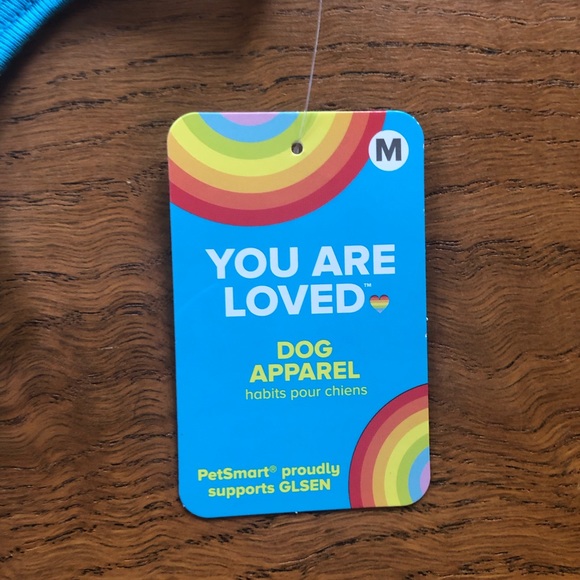 M
YOU ARE
LOVED™
DOG
APPAREL
habits pour chiens
PetSmart® proudly
supports GLSEN